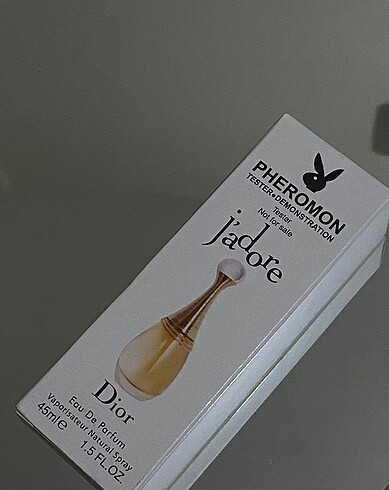 PHEROMON
TESTER•DEMONSTRATION
Tester
Not for sale
j'adore
Dior
Eau De Parfum
Vaporisateur Natural Spray
45ml℮ 1.5 FL.OZ.